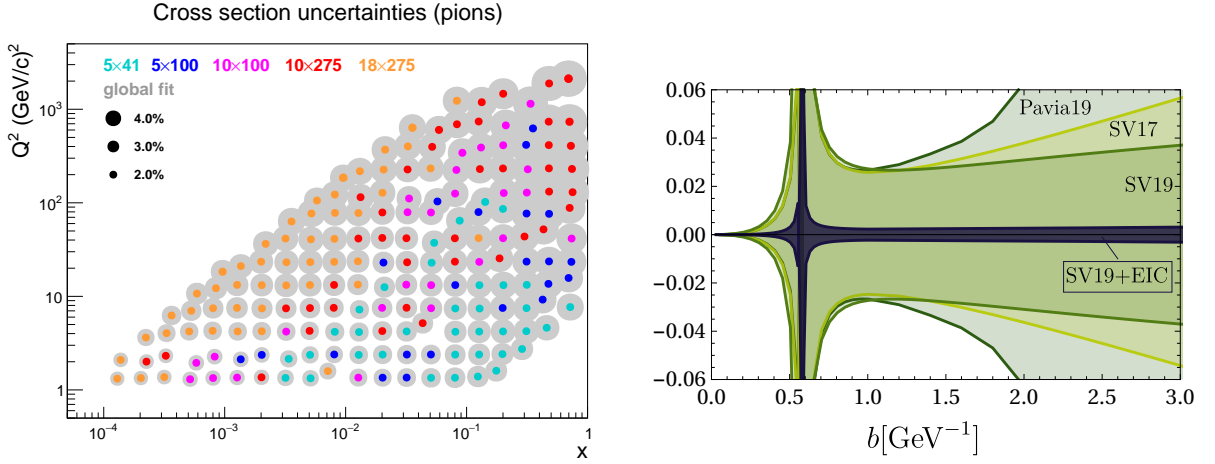 Cross section uncertainties (pions)
Q² (GeV/c)²
5×41 5×100 10×100 10×275 18×275
global fit
4.0%
3.0%
2.0%
10³
10²
10
1
10⁻⁴ 10⁻³ 10⁻² 10⁻¹ 1
x
0.06
0.04
0.02
0.00
-0.02
-0.04
-0.06
Pavia19
SV17
SV19
SV19+EIC
0.0 0.5 1.0 1.5 2.0 2.5 3.0
b[GeV⁻¹]